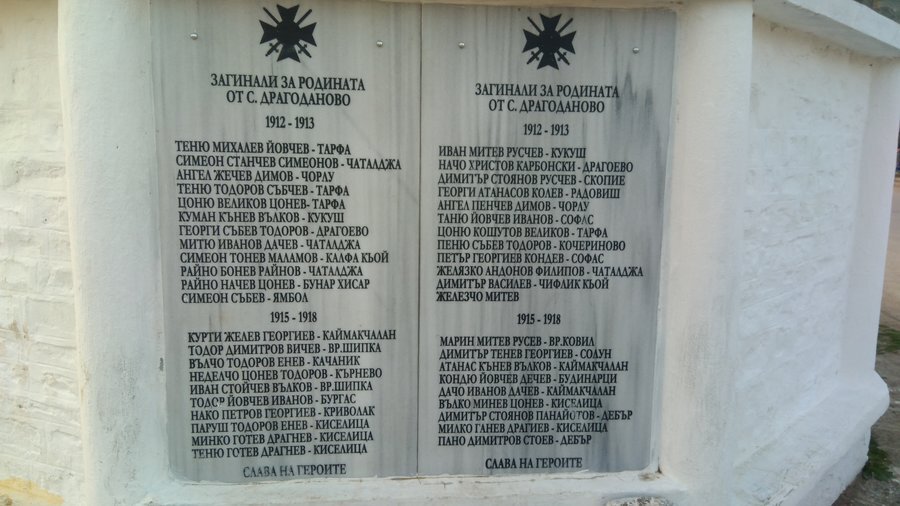 ЗАГИНАЛИ ЗА РОДИНАТА
ОТ С. ДРАГОДАНОВО
1912 - 1913
ТЕНЮ МИХАЛЕВ ЙОВЧЕВ - ТАРФА
СИМЕОН СТАНЧЕВ СИМЕОНОВ - ЧАТАЛДЖА
АНГЕЛ ЖЕЧЕВ ДИМОВ - ЧОРЛУ
ТЕНЮ ТОДОРОВ СЪБЧЕВ - ТАРФА
ЦОНЮ ВЕЛИКОВ ЦОНЕВ- ТАРФА
КУМАН КЪНЕВ ВЪЛКОВ - КУКУШ
ГЕОРГИ СЪБЕВ ТОДОРОВ - ДРАГОЕВО
МИТЮ ИВАНОВ ДАЧЕВ - ЧАТАЛДЖА
СИМЕОН ТОНЕВ МАЛАМОВ - КАЛФА КЬОЙ
РАЙНО БОНЕВ РАЙНОВ - ЧАТАЛДЖА
РАЙНО НАЧЕВ ЦОНЕВ - БУНАР ХИСАР
СИМЕОН СЪБЕВ - ЯМБОЛ
1915 - 1918
КУРТИ ЖЕЛЕВ ГЕОРГИЕВ - КАЙМАКЧАЛАН
ТОДОР ДИМИТРОВ ВИЧЕВ - ВР.ШИПКА
ВЪЛЧО ТОДОРОВ ЕНЕВ - КАЧАНИК
НЕДЕЛЧО ЦОНЕВ ТОДОРОВ - КЪРНЕВО
ИВАН СТОЙЧЕВ ВЪЛКОВ - ВР.ШИПКА
ТОДОР ЙОВЧЕВ ИВАНОВ - БУРГАС
НАКО ПЕТРОВ ГЕОРГИЕВ - КРИВОЛАК
ПАРУШ ТОДОРОВ ЕНЕВ - КИСЕЛИЦА
МИНКО ГОТЕВ ДРАГНЕВ - КИСЕЛИЦА
ТЕНЮ ГОТЕВ ДРАГНЕВ - КИСЕЛИЦА
СЛАВА НА ГЕРОИТЕ
ЗАГИНАЛИ ЗА РОДИНАТА
ОТ С. ДРАГОДАНОВО
1912 - 1913
ИВАН МИТЕВ РУСЧЕВ - КУКУШ
НАЧО ХРИСТОВ КАРБОНСКИ - ДРАГОЕВО
ДИМИТЪР СТОЯНОВ РУСЧЕВ - СКОПИЕ
ГЕОРГИ АТАНАСОВ КОЛЕВ - РАДОВИШ
АНГЕЛ ПЕНЧЕВ ДИМОВ - ЧОРЛУ
ТАНЮ ЙОВЧЕВ ИВАНОВ - СОФАС
ЦОНЮ КОШУТОВ ВЕЛИКОВ - ТАРФА
ПЕНЮ СЪБЕВ ТОДОРОВ - КОЧЕРИНОВО
ПЕТЪР ГЕОРГИЕВ КОНДЕВ - СОФАС
ЖЕЛЯЗКО АНДОНОВ ФИЛИПОВ - ЧАТАЛДЖА
ДИМИТЪР ВАСИЛЕВ - ЧИФЛИК КЬОЙ
ЖЕЛЕЗЧО МИТЕВ
1915 - 1918
МАРИН МИТЕВ РУСЕВ - ВР.КОВИЛ
ДИМИТЪР ТЕНЕВ ГЕОРГИЕВ - СОЛУН
АТАНАС КЪНЕВ ВЪЛКОВ - КАЙМАКЧАЛАН
КОНДЮ ЙОВЧЕВ ДЕЧЕВ - БУДИНАРЦИ
ДАЧО ИВАНОВ ДАЧЕВ - КАЙМАКЧАЛАН
ВЪЛКО МИНЕВ ЦОНЕВ - КИСЕЛИЦА
ДИМИТЪР СТОЯНОВ ПАНАЙОТОВ - ДЕБЪР
МИЛКО ГАНЕВ ДРАГИЕВ - КИСЕЛИЦА
ПАНО ДИМИТРОВ СТОЕВ - ДЕБЪР
СЛАВА НА ГЕРОИТЕ